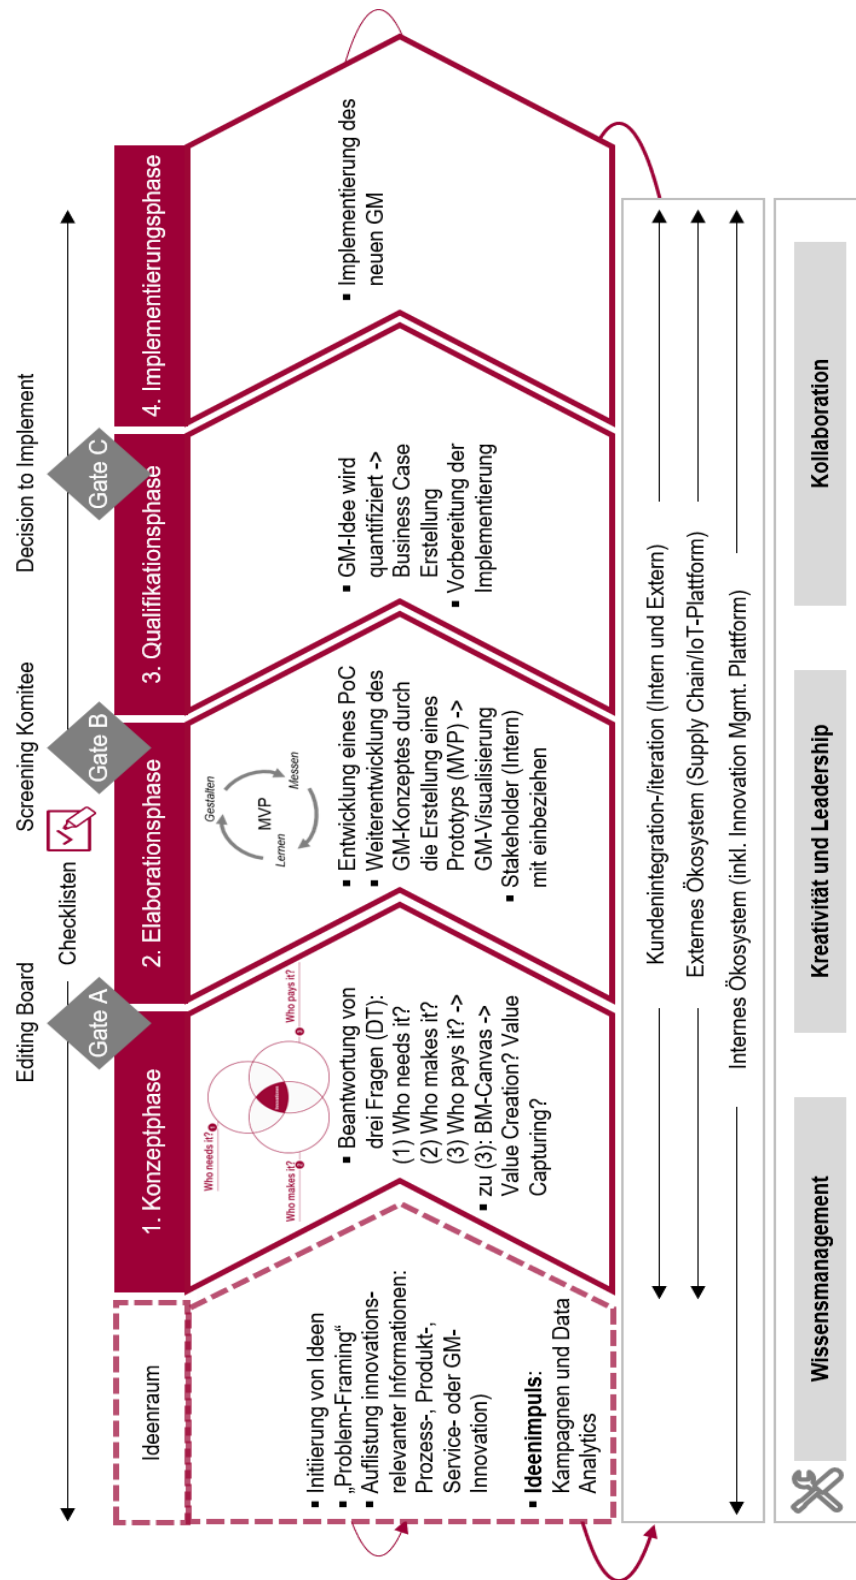 Editing Board
Screening Komitee
Decision to Implement
Checklisten
Gate A
Gate B
Gate C
Ideenraum
1. Konzeptphase
2. Elaborationsphase
3. Qualifikationsphase
4. Implementierungsphase
▪ Initiierung von Ideen
▪ „Problem-Framing“
▪ Auflistung innovations-
relevanter Informationen:
Prozess-, Produkt-,
Service- oder GM-
Innovation)
▪ Ideenimpuls:
Kampagnen und Data
Analytics
Who needs it? 1
Who makes it? 2
3 Who pays it?
▪ Beantwortung von
drei Fragen (DT):
(1) Who needs it?
(2) Who makes it?
(3) Who pays it? ->
▪ zu (3): BM-Canvas ->
Value Creation? Value
Capturing?
Gestalten
Messen
Lernen
MVP
▪ Entwicklung eines PoC
▪ Weiterentwicklung des
GM-Konzeptes durch
die Erstellung eines
Prototyps (MVP) ->
GM-Visualisierung
▪ Stakeholder (Intern)
mit einbeziehen
▪ GM-Idee wird
quantifiziert ->
Business Case
Erstellung
▪ Vorbereitung der
Implementierung
▪ Implementierung des
neuen GM
Kundenintegration-/iteration (Intern und Extern)
Externes Ökosystem (Supply Chain/IoT-Plattform)
Internes Ökosystem (inkl. Innovation Mgmt. Plattform)
Wissensmanagement
Kreativität und Leadership
Kollaboration